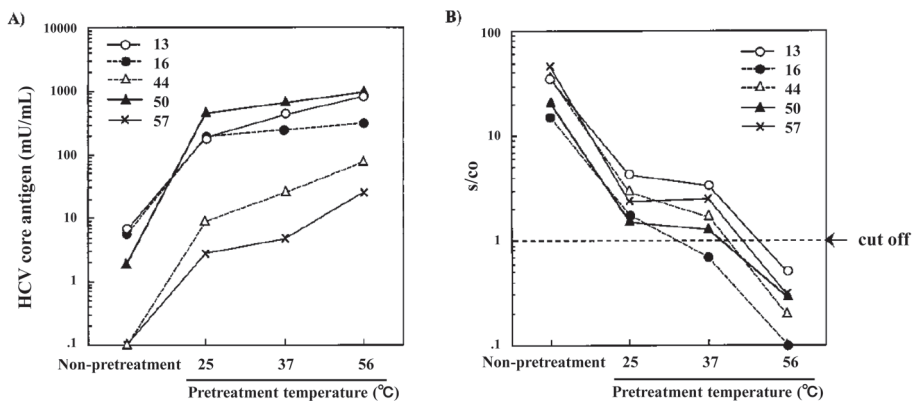 A)
HCV core antigen (mU/mL)
10000
1000
100
10
1
.1
13
16
44
50
57
Non-pretreatment 25 37 56
Pretreatment temperature (℃)
B)
s/co
100
10
1
.1
13
16
44
50
57
cut off
Non-pretreatment 25 37 56
Pretreatment temperature (℃)